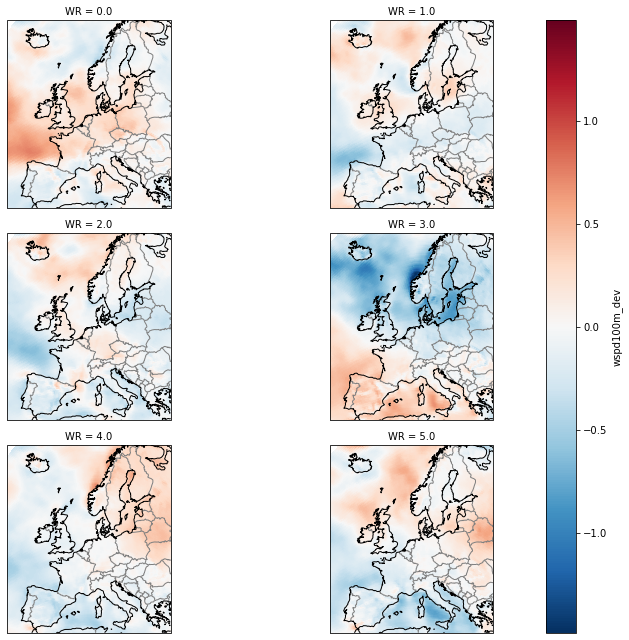 WR = 0.0
WR = 1.0
WR = 2.0
WR = 3.0
WR = 4.0
WR = 5.0
1.0
0.5
0.0
−0.5
−1.0
wspd100m_dev